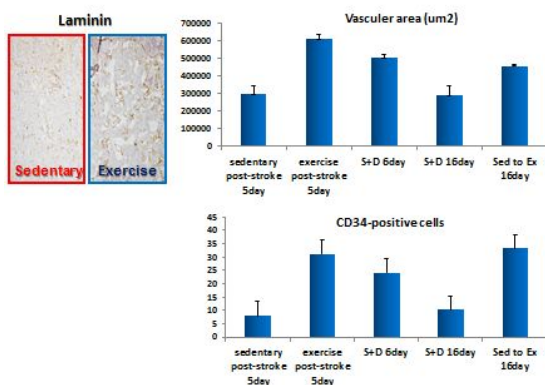 Laminin
Sedentary
Exercise
Vasculer area (um2)
700000
600000
500000
400000
300000
200000
100000
0
sedentary
post-stroke
5day
exercise
post-stroke
5day
S+D 6day
S+D 16day
Sed to Ex
16day
CD34-positive cells
45
40
35
30
25
20
15
10
5
0
sedentary
post-stroke
5day
exercise
post-stroke
5day
S+D 6day
S+D 16day
Sed to Ex
16day